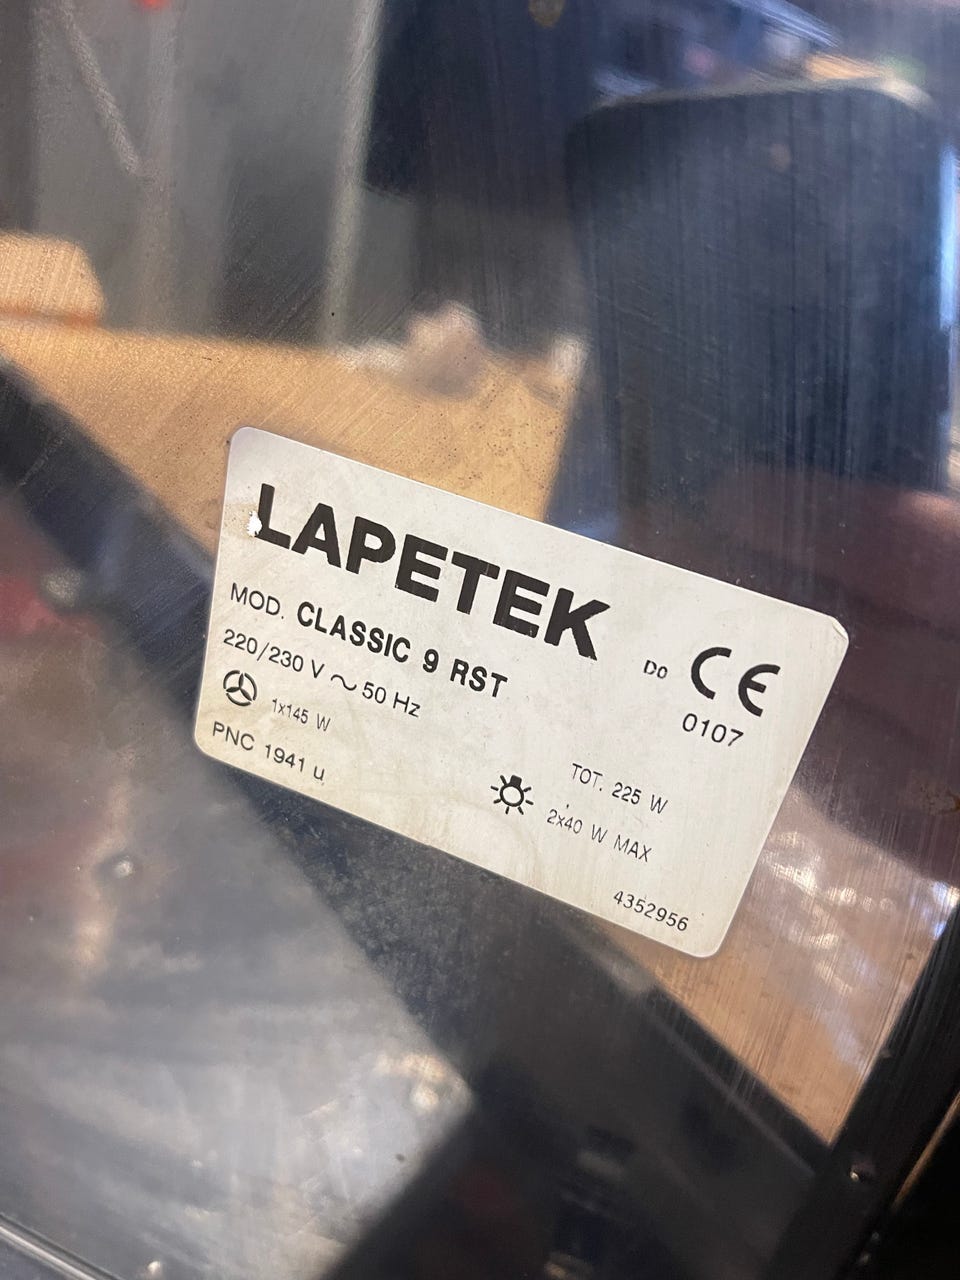 LAPETEK
MOD. CLASSIC 9 RST
220/230 V ~ 50 Hz
1x145 W
PNC 1941 u
DO CE
0107
TOT. 225 W
2x40 W MAX
4352956